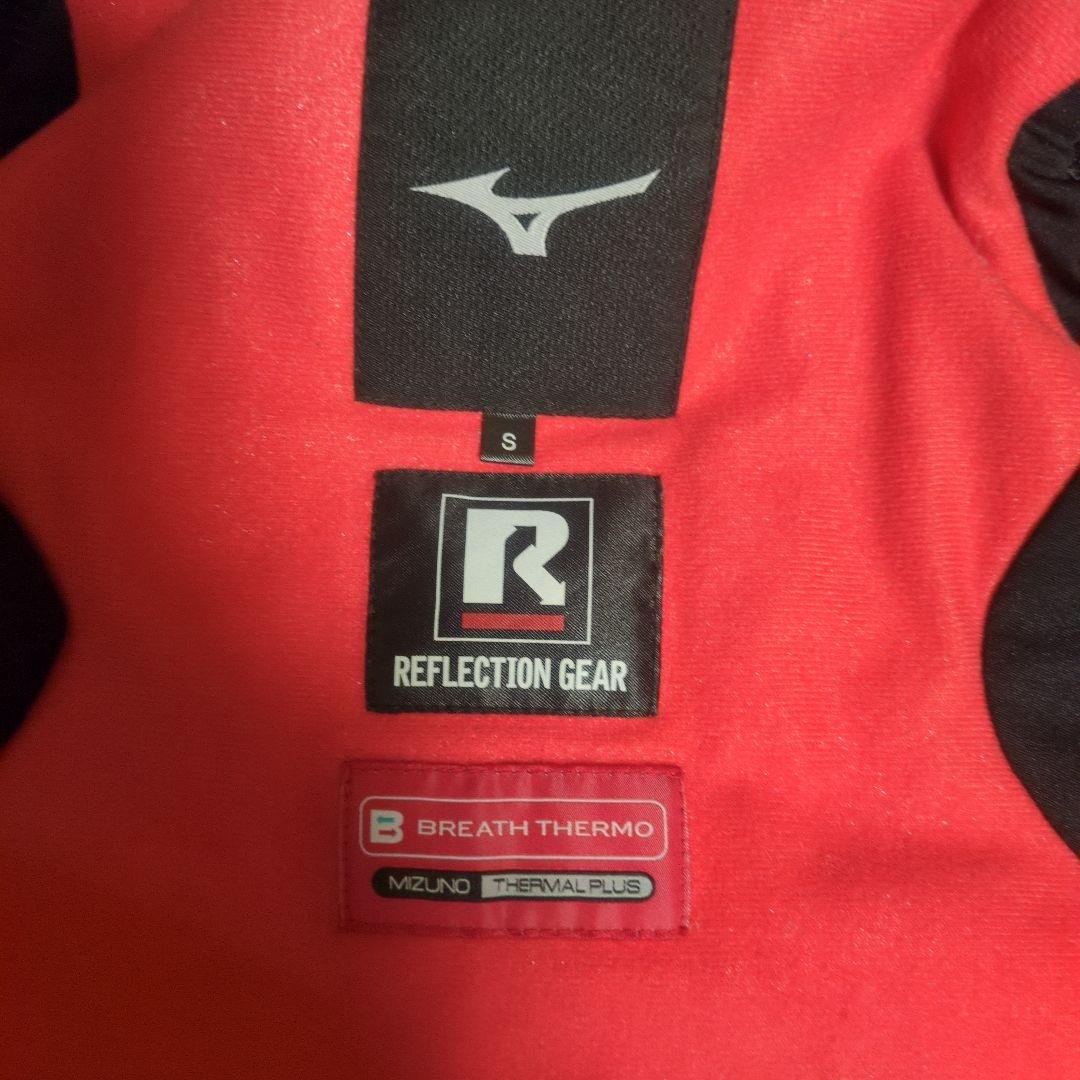 S
R
REFLECTION GEAR
B BREATH THERMO
MIZUNO THERMAL PLUS